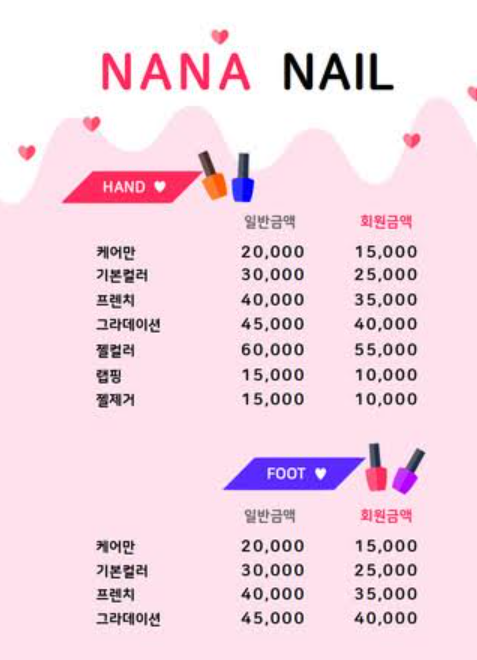 NANA NAIL
HAND
일반금액 회원금액
케어만 20,000 15,000
기본컬러 30,000 25,000
프렌치 40,000 35,000
그라데이션 45,000 40,000
젤컬러 60,000 55,000
랩핑 15,000 10,000
젤제거 15,000 10,000
FOOT
일반금액 회원금액
케어만 20,000 15,000
기본컬러 30,000 25,000
프렌치 40,000 35,000
그라데이션 45,000 40,000